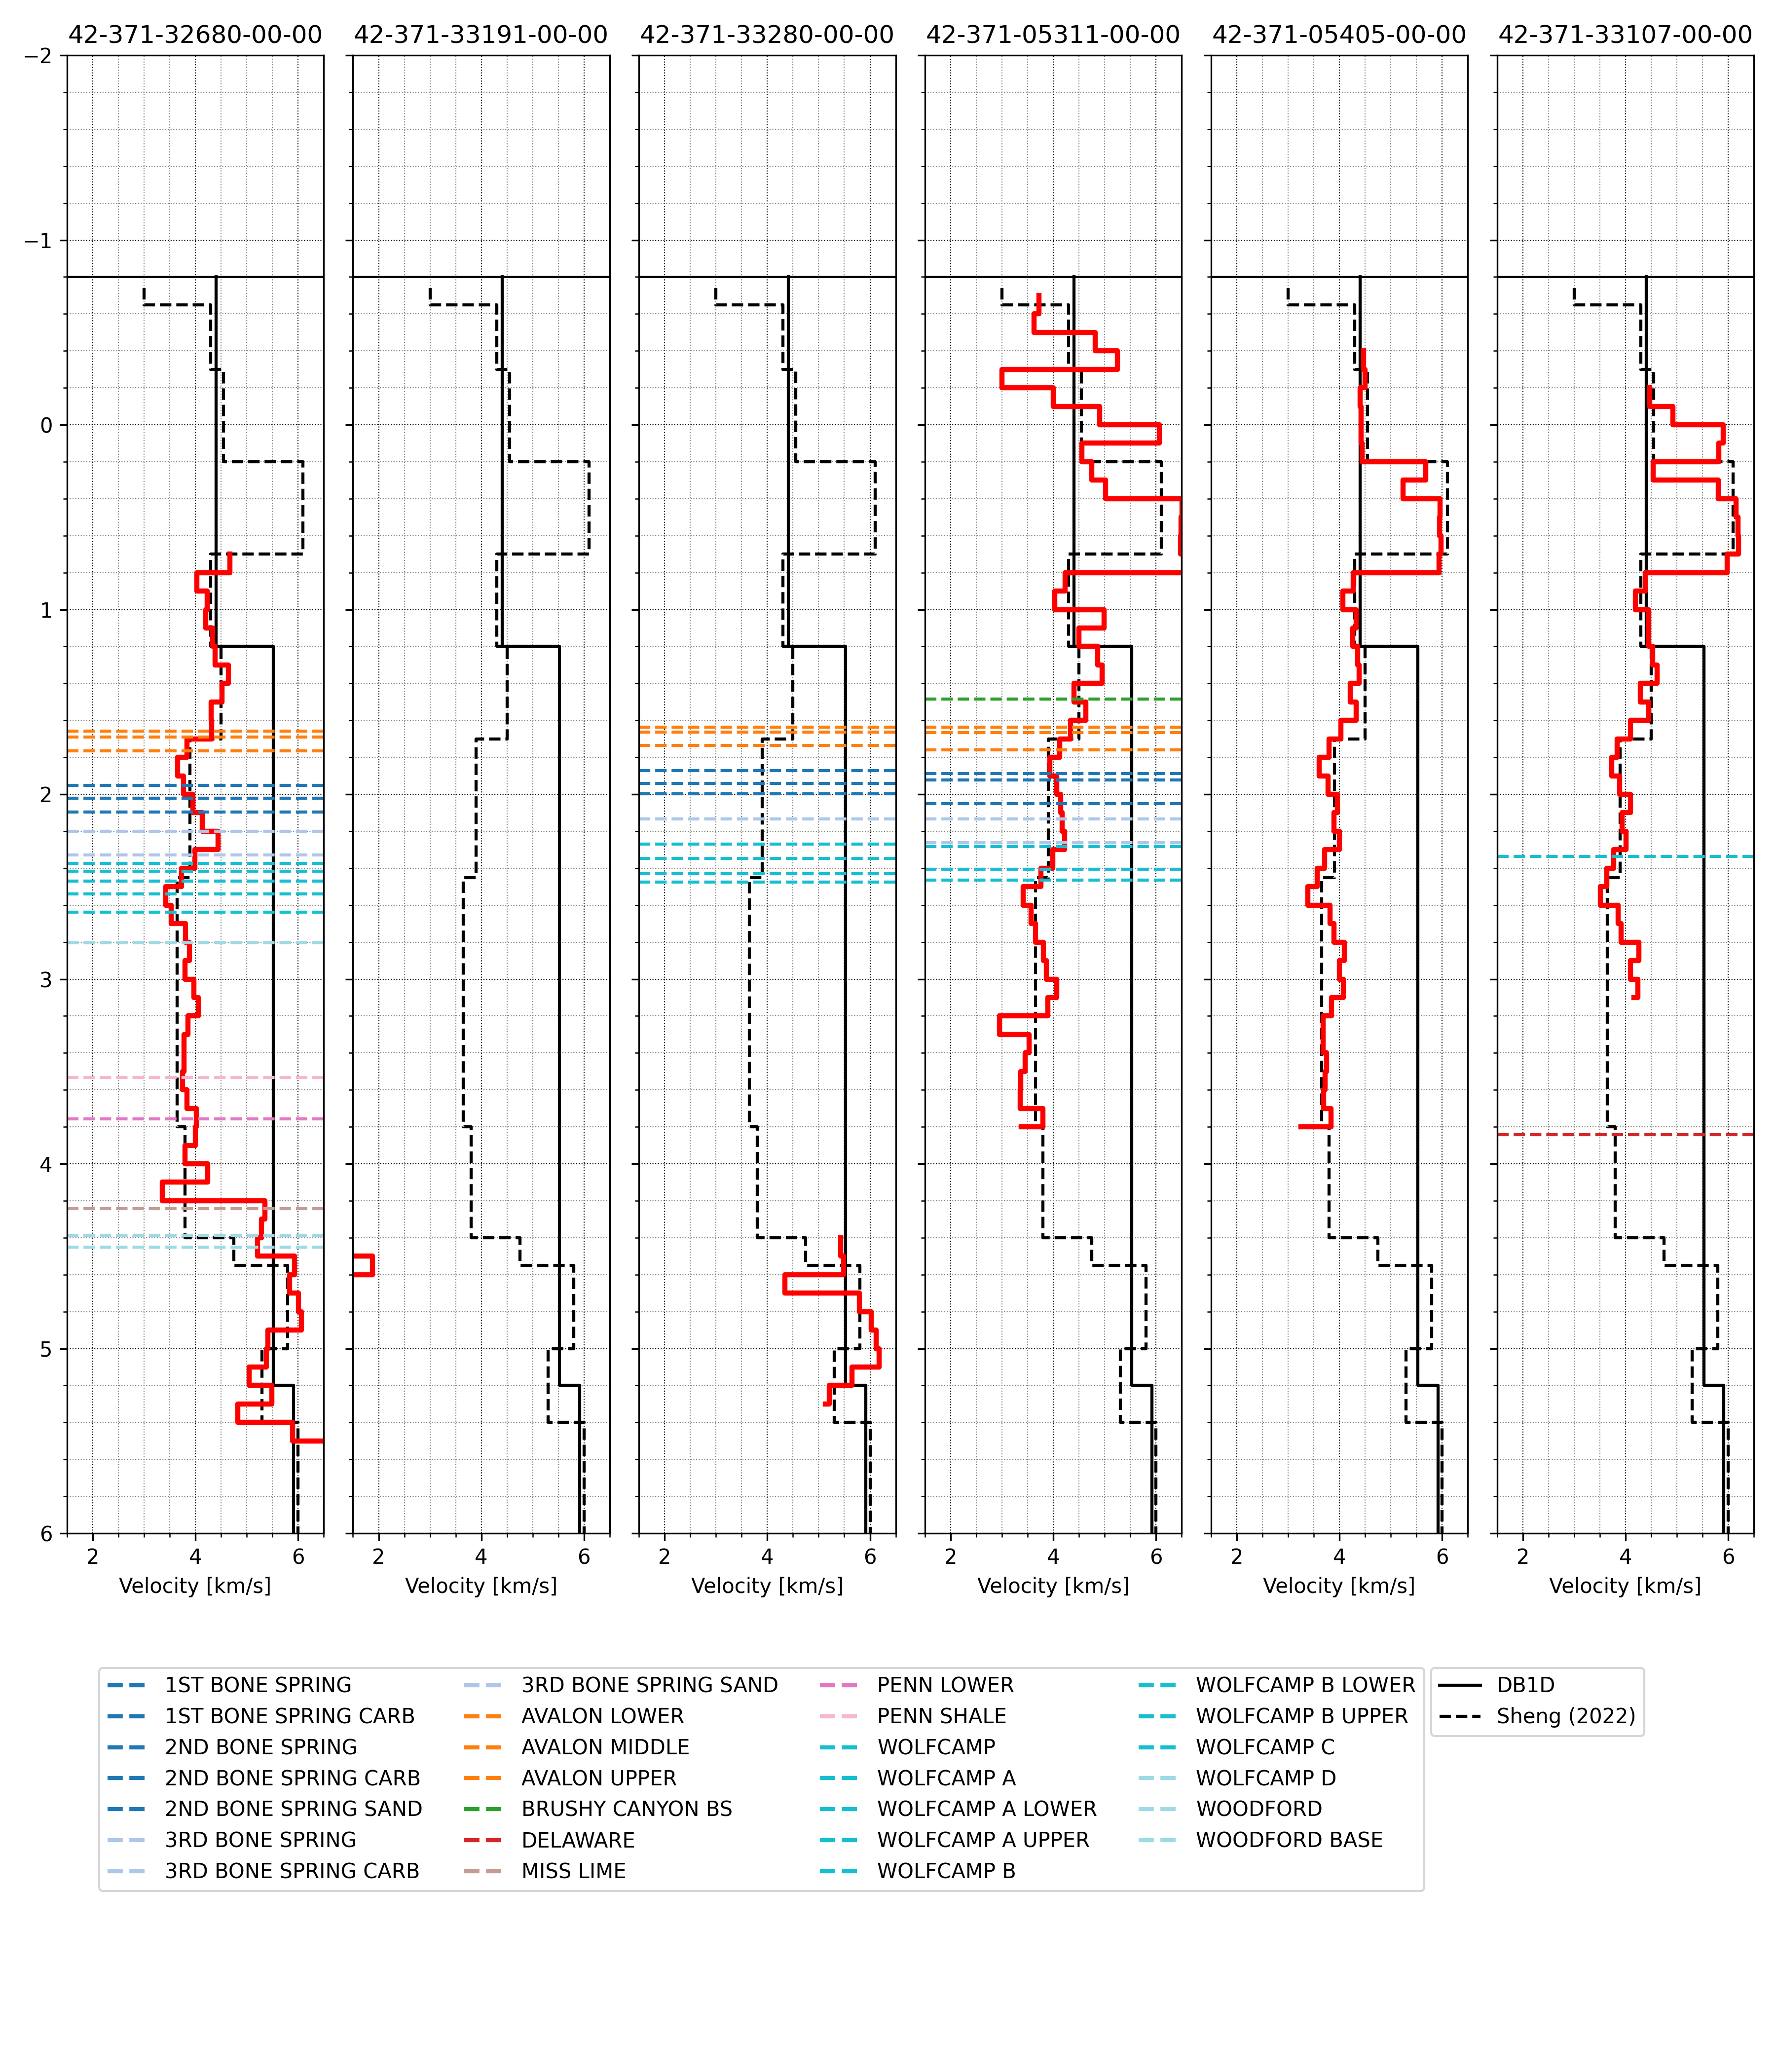 42-371-32680-00-00 42-371-33191-00-00 42-371-33280-00-00 42-371-05311-00-00 42-371-05405-00-00 42-371-33107-00-00
−2
−1
0
1
2
3
4
5
6
2 4 6 2 4 6 2 4 6 2 4 6 2 4 6 2 4 6
Velocity [km/s] Velocity [km/s] Velocity [km/s] Velocity [km/s] Velocity [km/s] Velocity [km/s]
1ST BONE SPRING
1ST BONE SPRING CARB
2ND BONE SPRING
2ND BONE SPRING CARB
2ND BONE SPRING SAND
3RD BONE SPRING
3RD BONE SPRING CARB
3RD BONE SPRING SAND
AVALON LOWER
AVALON MIDDLE
AVALON UPPER
BRUSHY CANYON BS
DELAWARE
MISS LIME
PENN LOWER
PENN SHALE
WOLFCAMP
WOLFCAMP A
WOLFCAMP A LOWER
WOLFCAMP A UPPER
WOLFCAMP B
WOLFCAMP B LOWER
WOLFCAMP B UPPER
WOLFCAMP C
WOLFCAMP D
WOODFORD
WOODFORD BASE
DB1D
Sheng (2022)